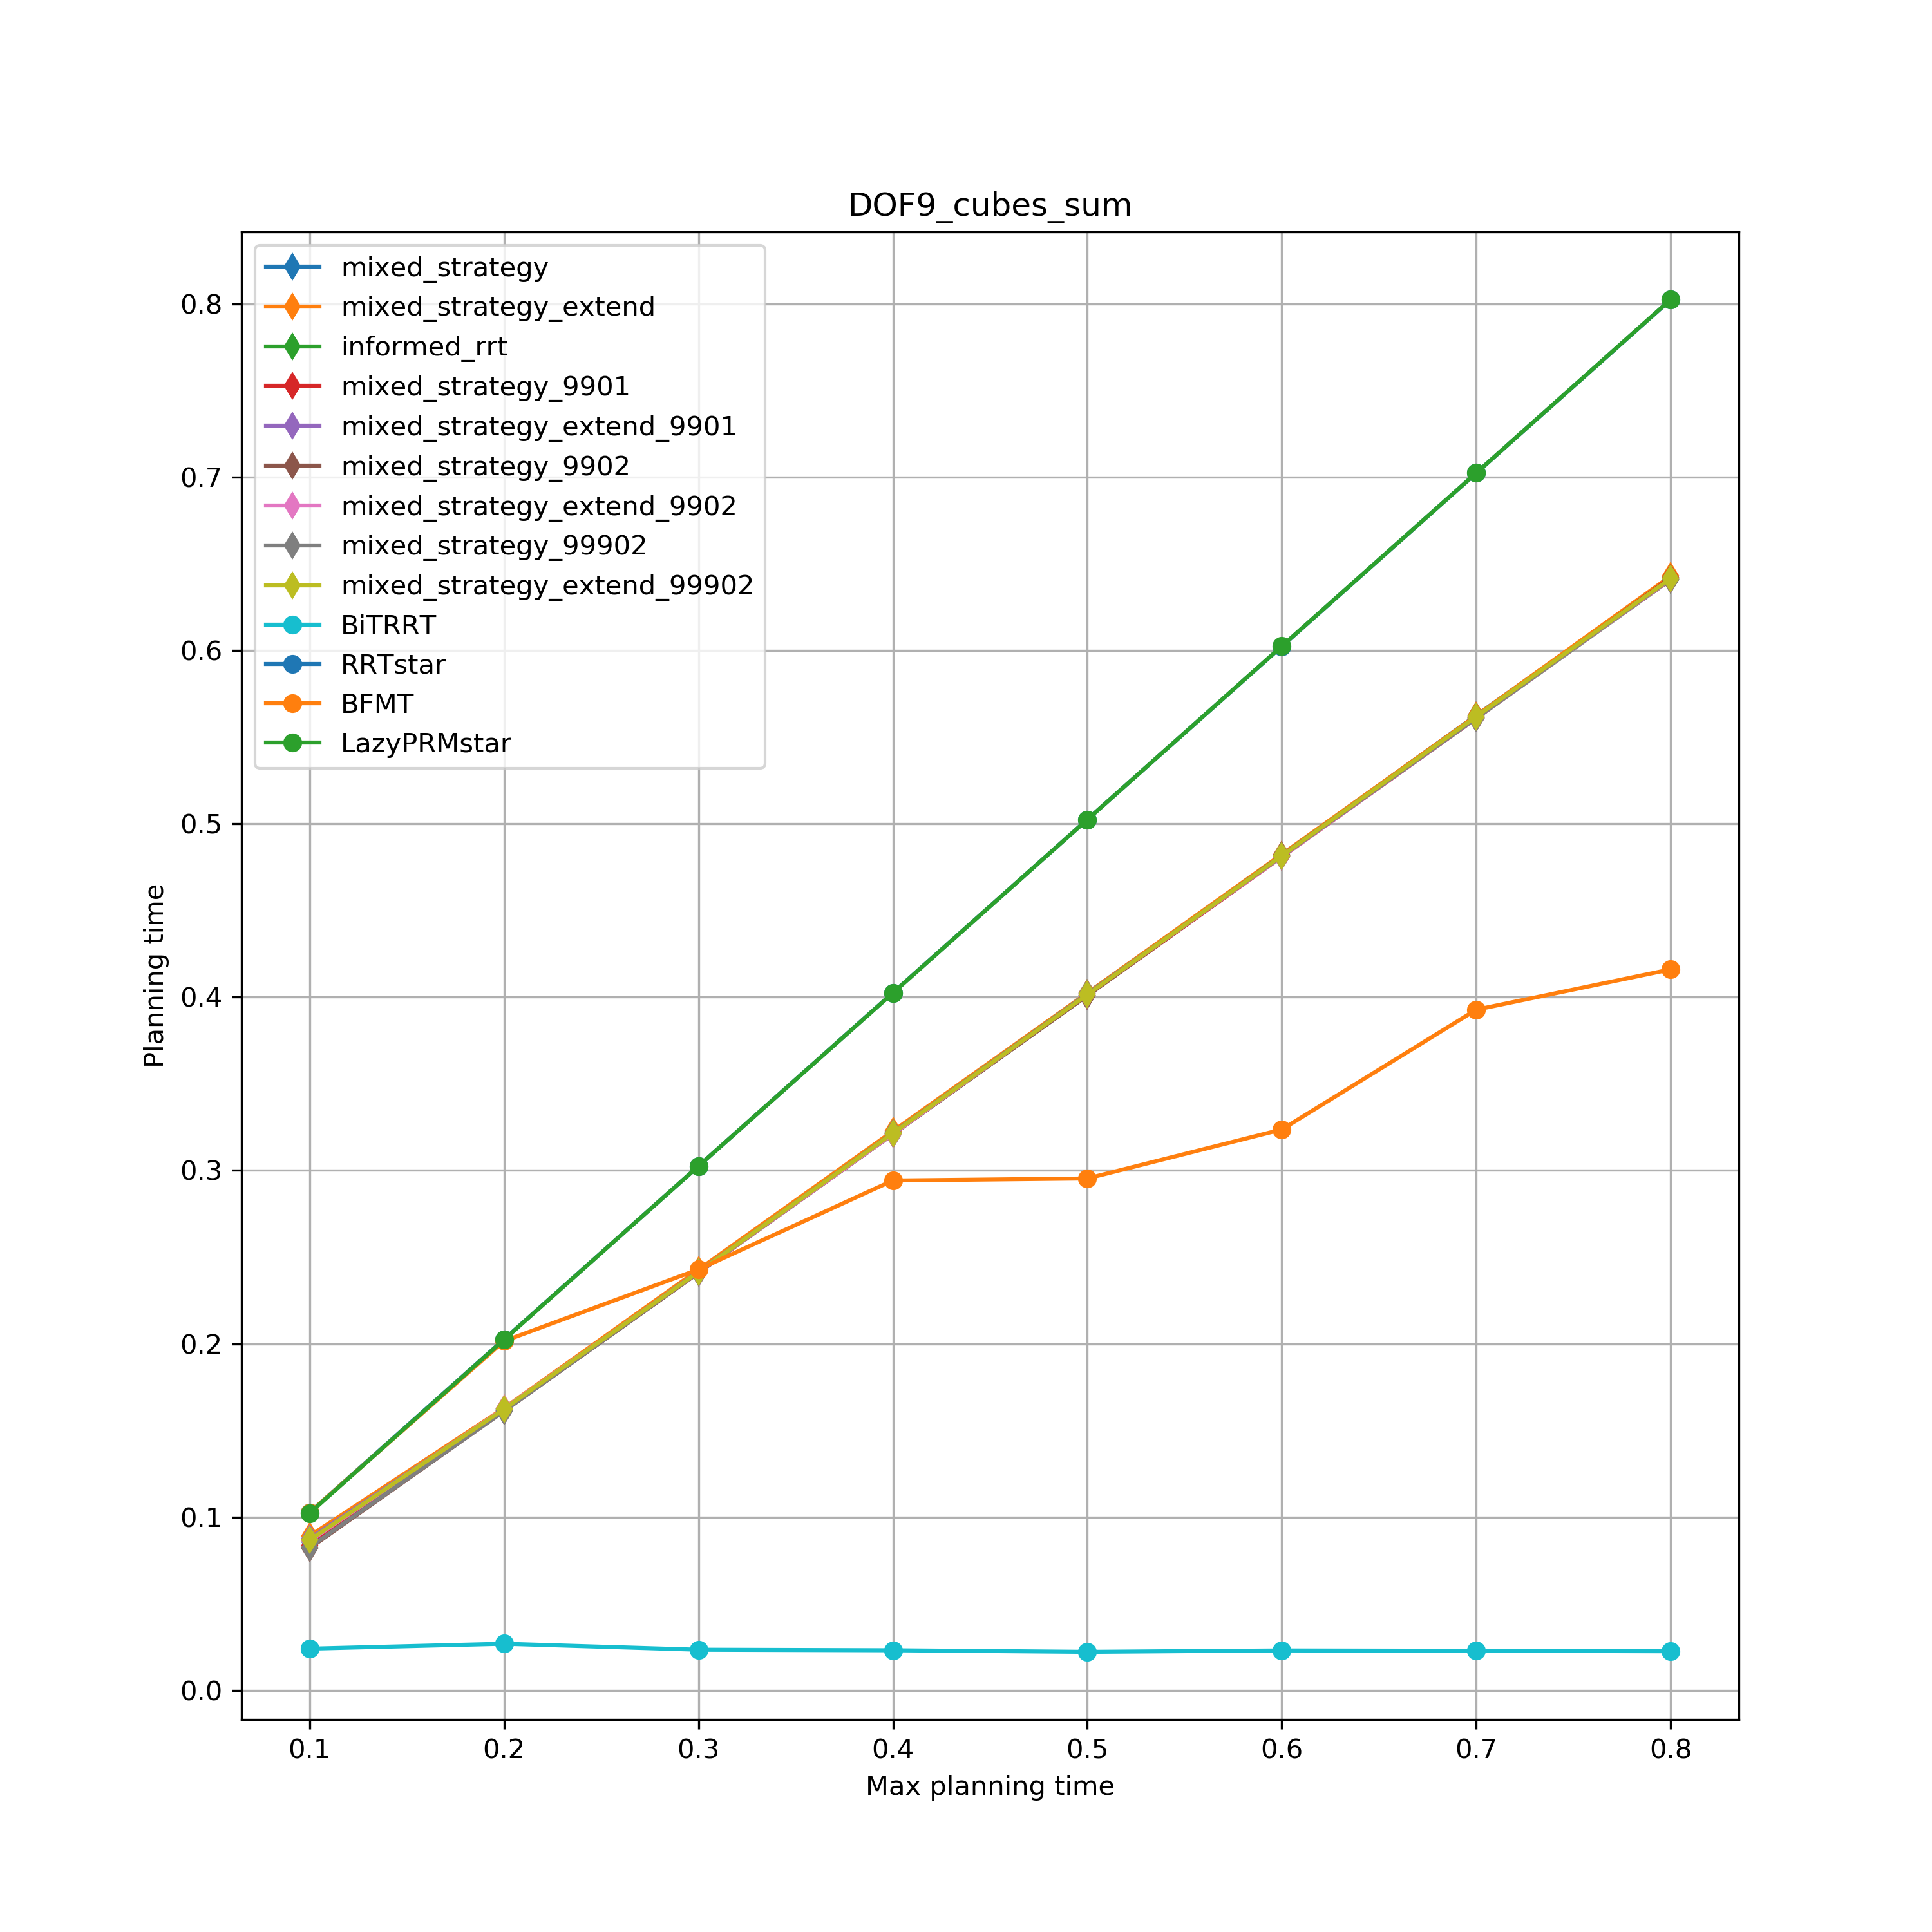 DOF9_cubes_sum
mixed_strategy
mixed_strategy_extend
informed_rrt
mixed_strategy_9901
mixed_strategy_extend_9901
mixed_strategy_9902
mixed_strategy_extend_9902
mixed_strategy_99902
mixed_strategy_extend_99902
BiTRRT
RRTstar
BFMT
LazyPRMstar
0.8
0.7
0.6
0.5
0.4
0.3
0.2
0.1
0.0
Planning time
0.1 0.2 0.3 0.4 0.5 0.6 0.7 0.8
Max planning time